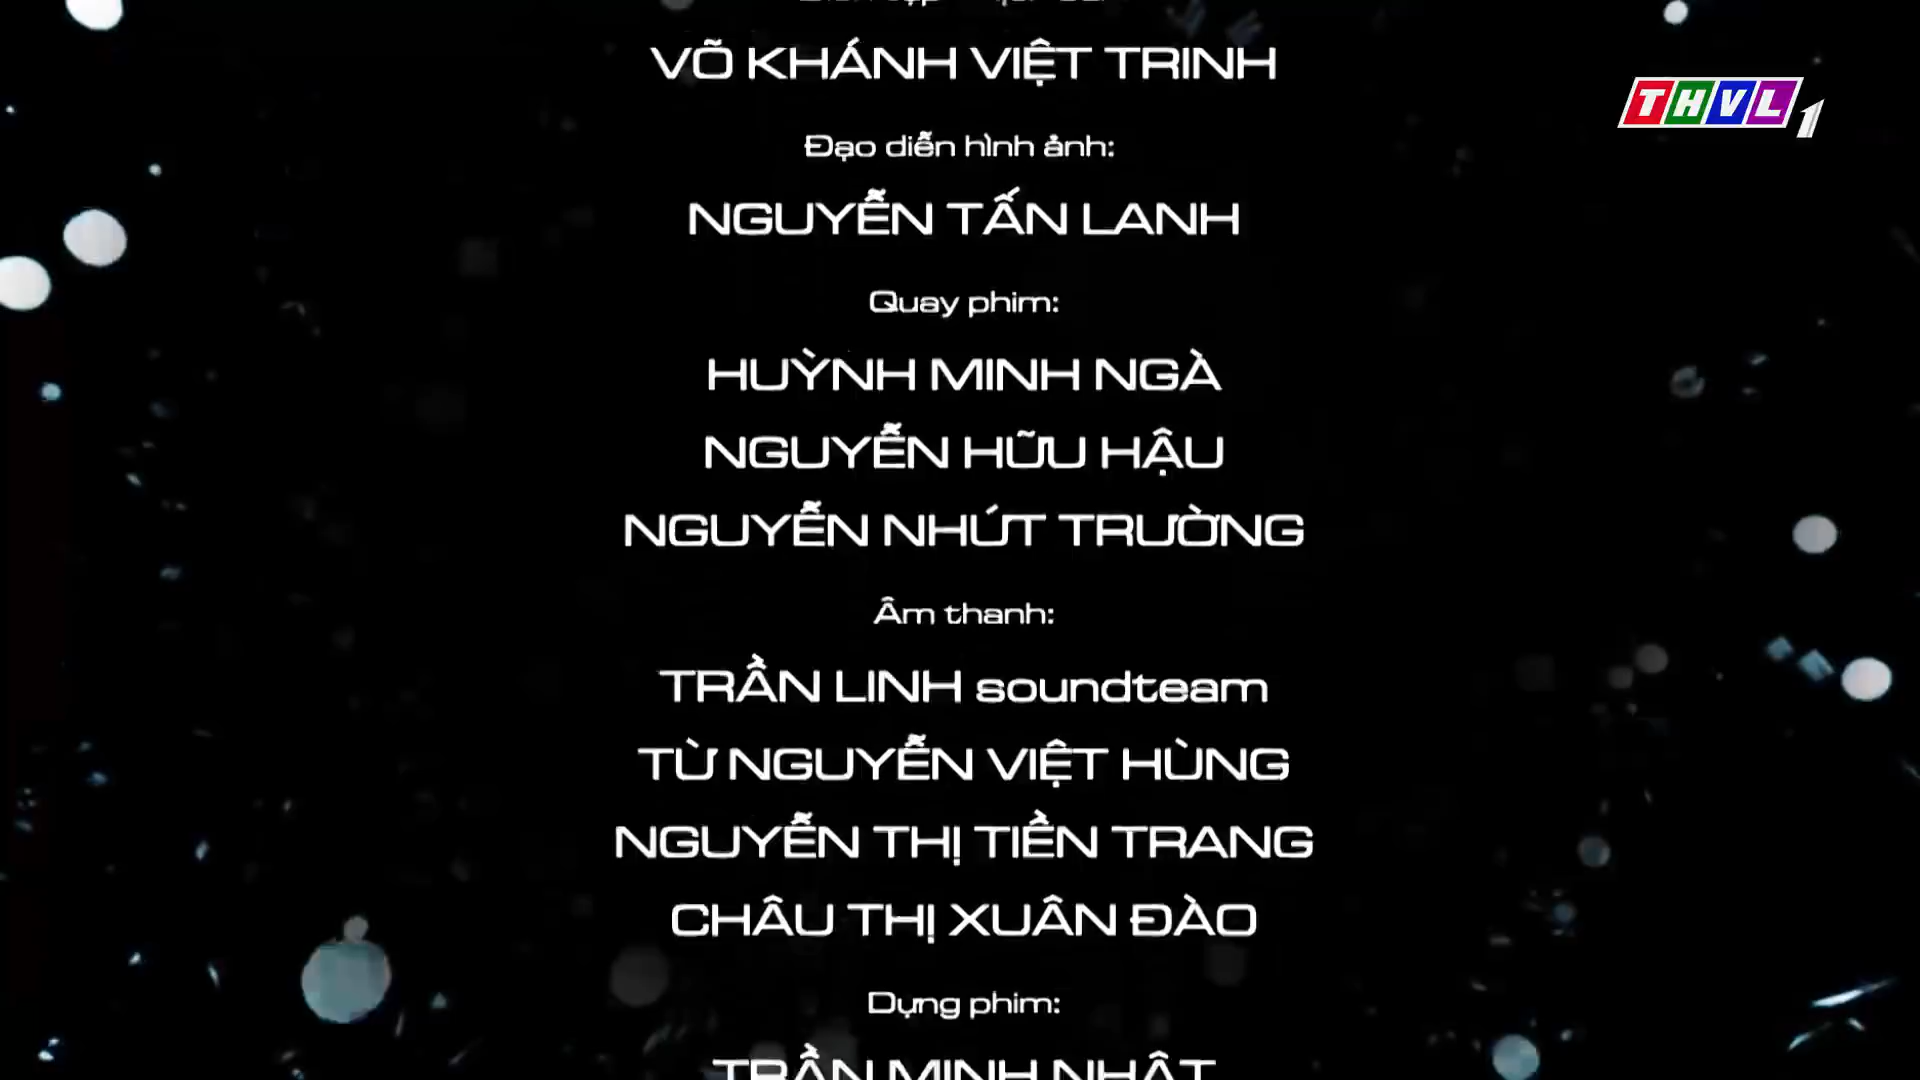 VÕ KHÁNH VIỆT TRINH
THVL1
Đạo diễn hình ảnh:
NGUYỄN TẤN LANH
Quay phim:
HUỲNH MINH NGÀ
NGUYỄN HỮU HẬU
NGUYỄN NHỨT TRƯỜNG
Âm thanh:
TRẦN LINH soundteam
TỪ NGUYỄN VIỆT HÙNG
NGUYỄN THỊ TIỀN TRANG
CHÂU THỊ XUÂN ĐÀO
Dựng phim:
TRẦN MINH NHẬT